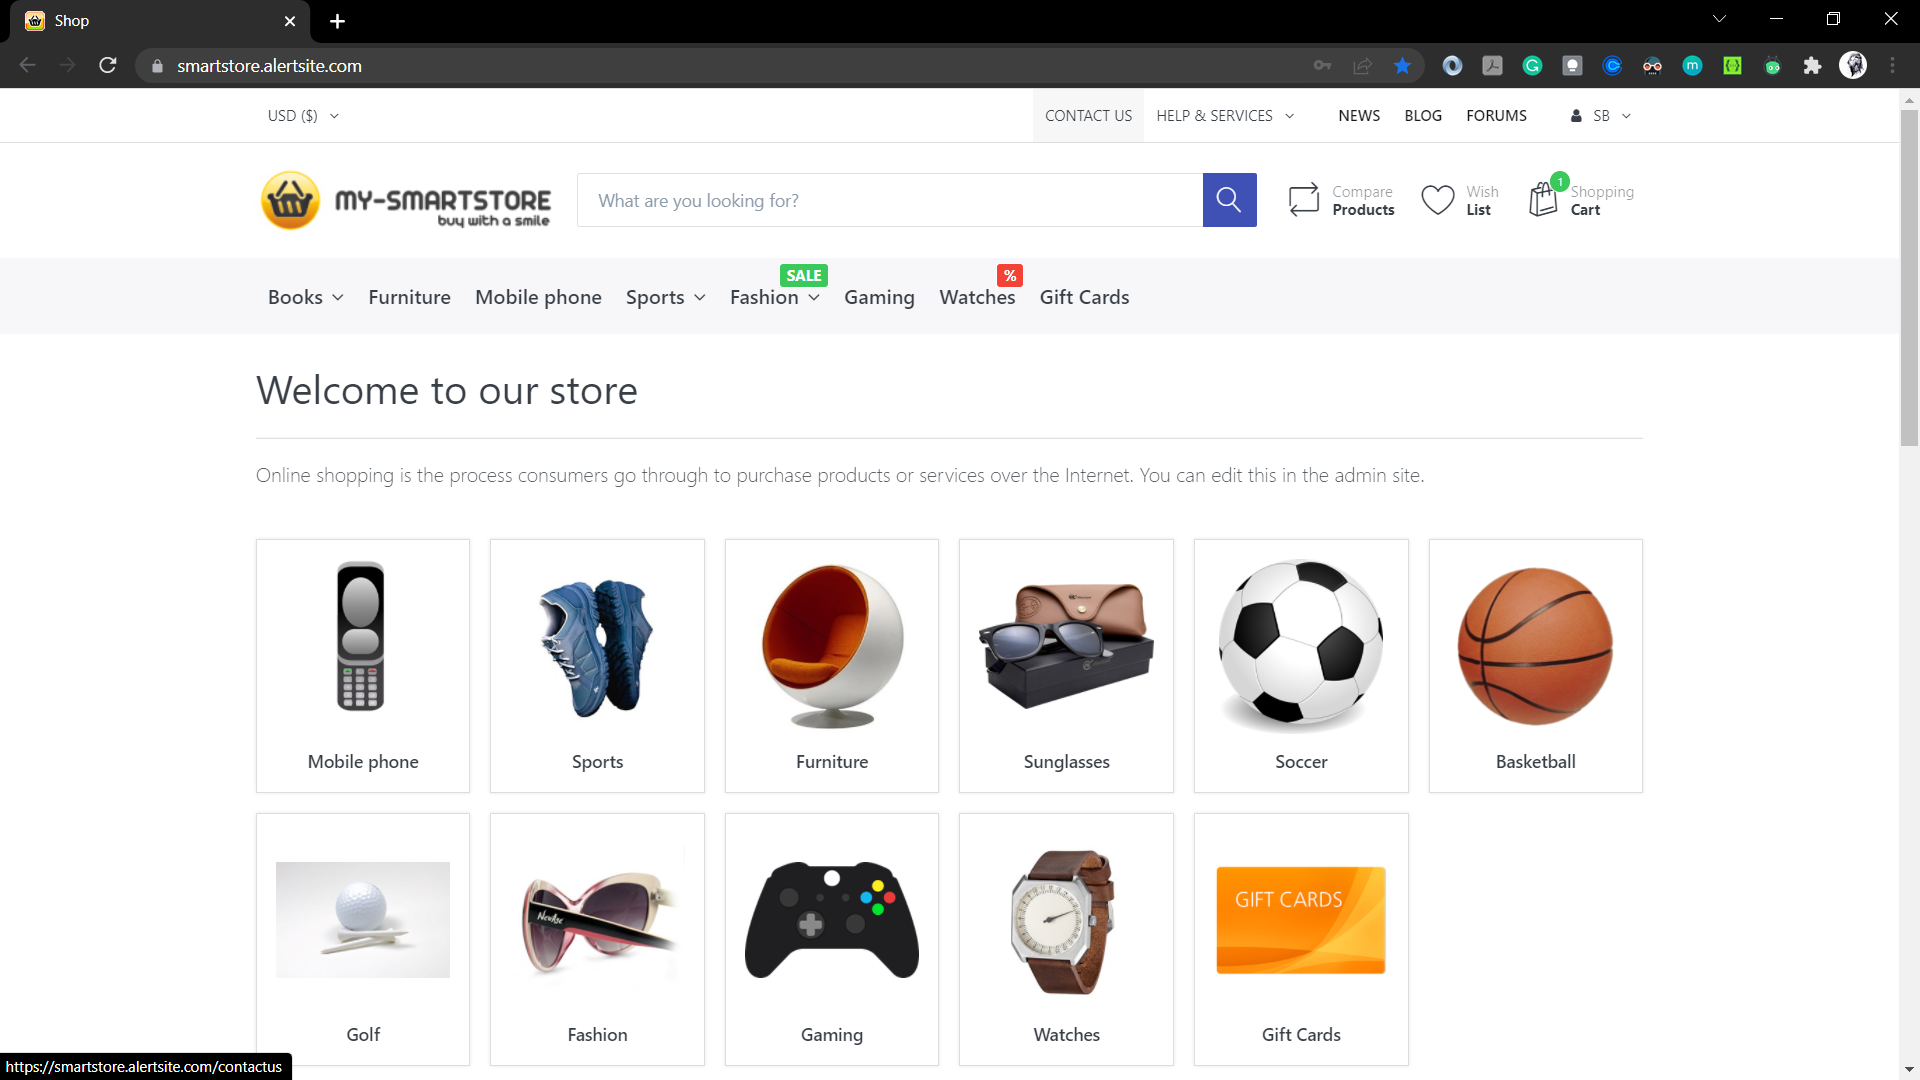 Shop
smartstore.alertsite.com
USD ($)
CONTACT US
HELP & SERVICES
NEWS
BLOG
FORUMS
SB
MY-SMARTSTORE
buy with a smile
What are you looking for?
Compare
Products
Wish
List
1
Shopping
Cart
SALE
%
Books
Furniture
Mobile phone
Sports
Fashion
Gaming
Watches
Gift Cards
Welcome to our store
Online shopping is the process consumers go through to purchase products or services over the Internet. You can edit this in the admin site.
Mobile phone
Sports
Furniture
Sunglasses
Soccer
Basketball
GIFT CARDS
Golf
Fashion
Gaming
Watches
Gift Cards
https://smartstore.alertsite.com/contactus